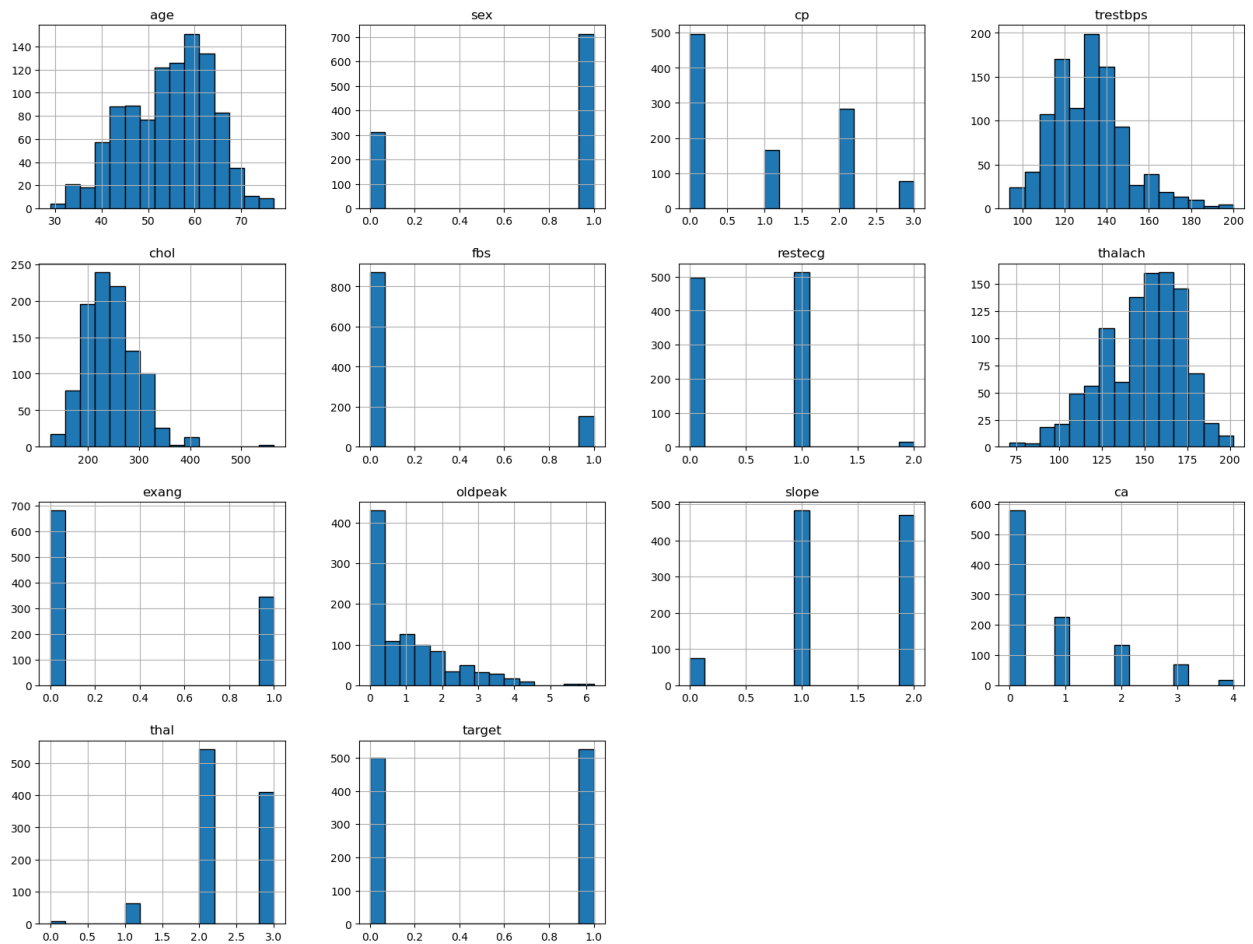 age sex cp trestbps
140 120 100 80 60 40 20 0
30 40 50 60 70
700 600 500 400 300 200 100 0
0.0 0.2 0.4 0.6 0.8 1.0
500 400 300 200 100 0
0.0 0.5 1.0 1.5 2.0 2.5 3.0
200 150 100 50 0
100 120 140 160 180 200
chol fbs restecg thalach
250 200 150 100 50 0
200 300 400 500
800 600 400 200 0
0.0 0.2 0.4 0.6 0.8 1.0
500 400 300 200 100 0
0.0 0.5 1.0 1.5 2.0
150 125 100 75 50 25 0
75 100 125 150 175 200
exang oldpeak slope ca
700 600 500 400 300 200 100 0
0.0 0.2 0.4 0.6 0.8 1.0
400 300 200 100 0
0 1 2 3 4 5 6
500 400 300 200 100 0
0.0 0.5 1.0 1.5 2.0
600 500 400 300 200 100 0
0 1 2 3 4
thal target
500 400 300 200 100 0
0.0 0.5 1.0 1.5 2.0 2.5 3.0
500 400 300 200 100 0
0.0 0.2 0.4 0.6 0.8 1.0